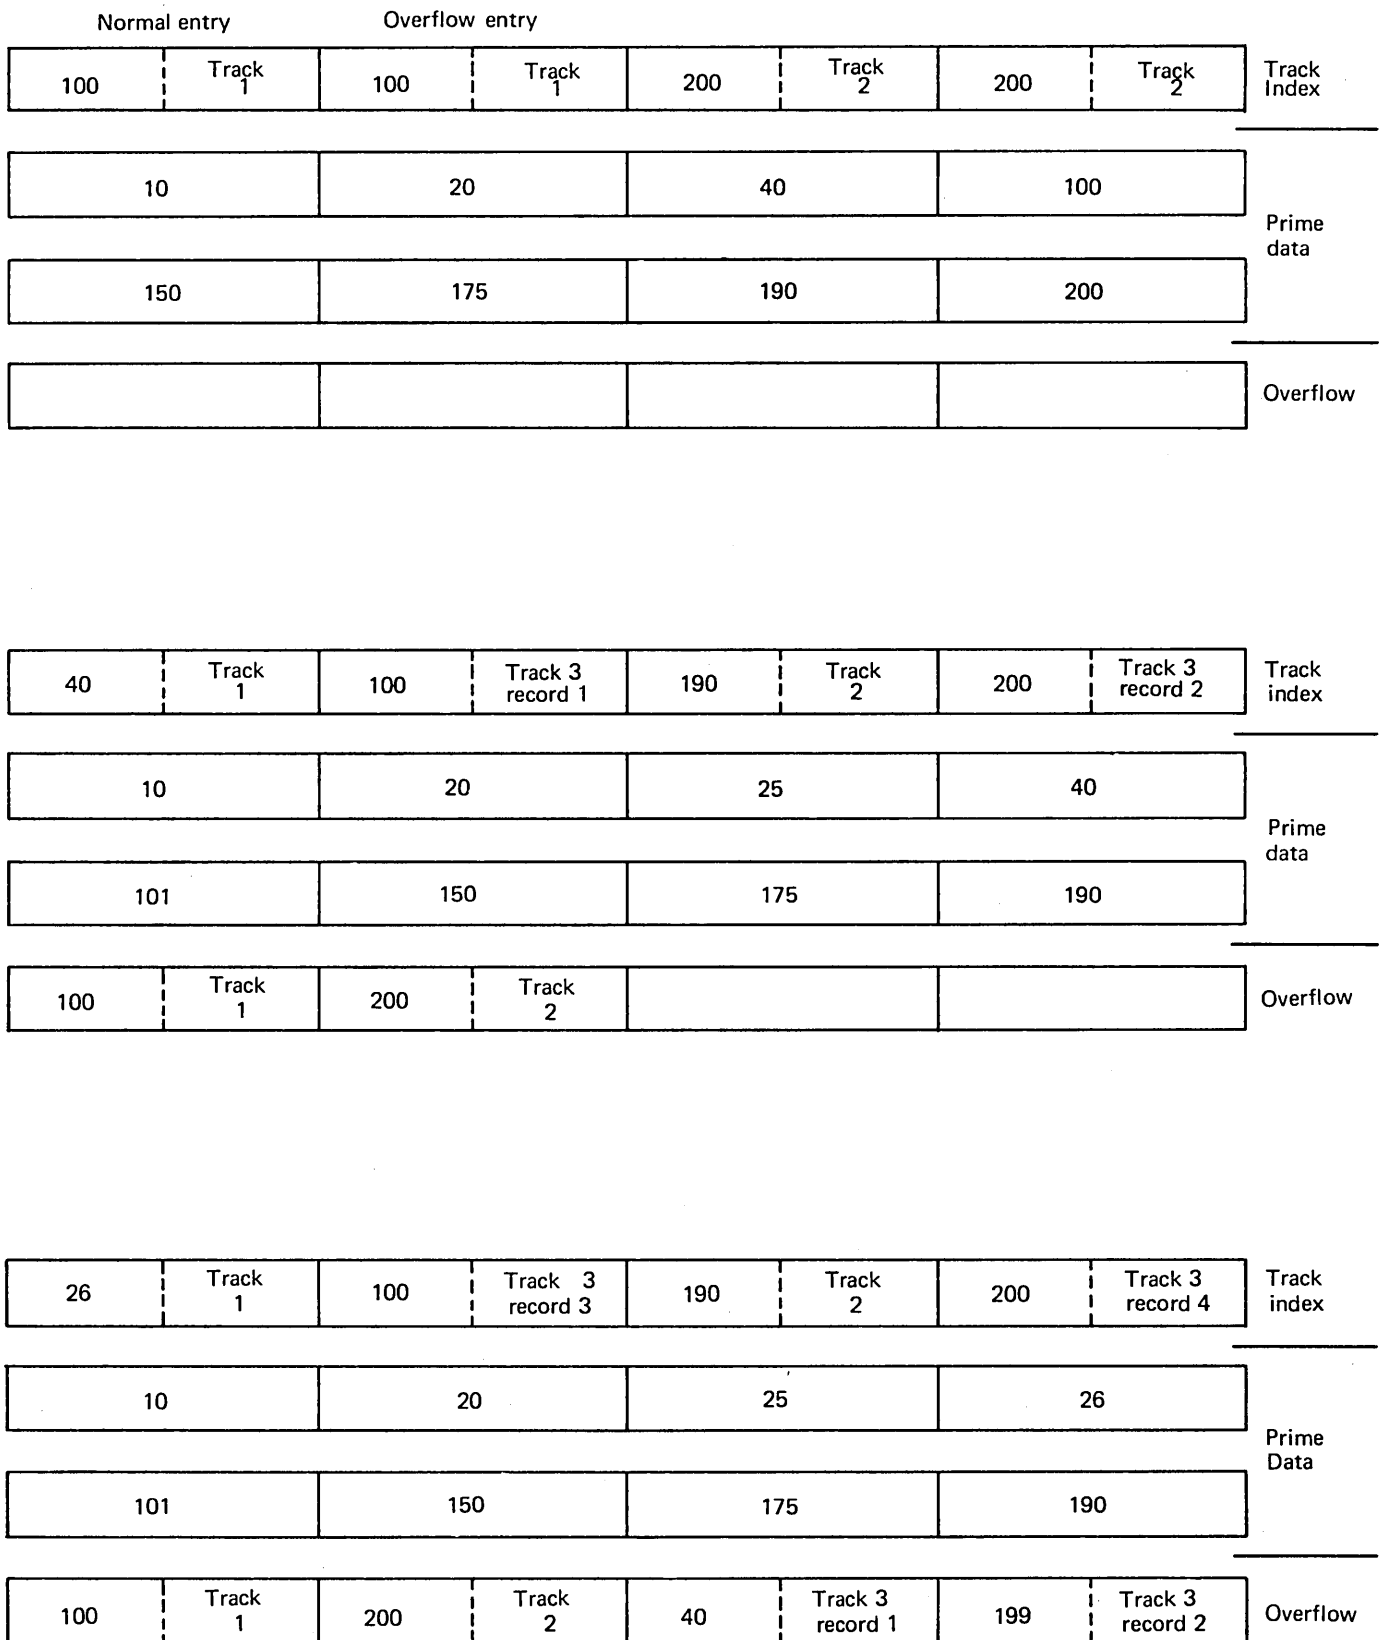 Normal entry Overflow entry
100 Track 1 100 Track 1 200 Track 2 200 Track 2 Track Index
10 20 40 100
Prime data
150 175 190 200
Overflow
40 Track 1 100 Track 3 record 1 190 Track 2 200 Track 3 record 2 Track index
10 20 25 40
Prime data
101 150 175 190
100 Track 1 200 Track 2 Overflow
26 Track 1 100 Track 3 record 3 190 Track 2 200 Track 3 record 4 Track index
10 20 25 26
Prime Data
101 150 175 190
100 Track 1 200 Track 2 40 Track 3 record 1 199 Track 3 record 2 Overflow